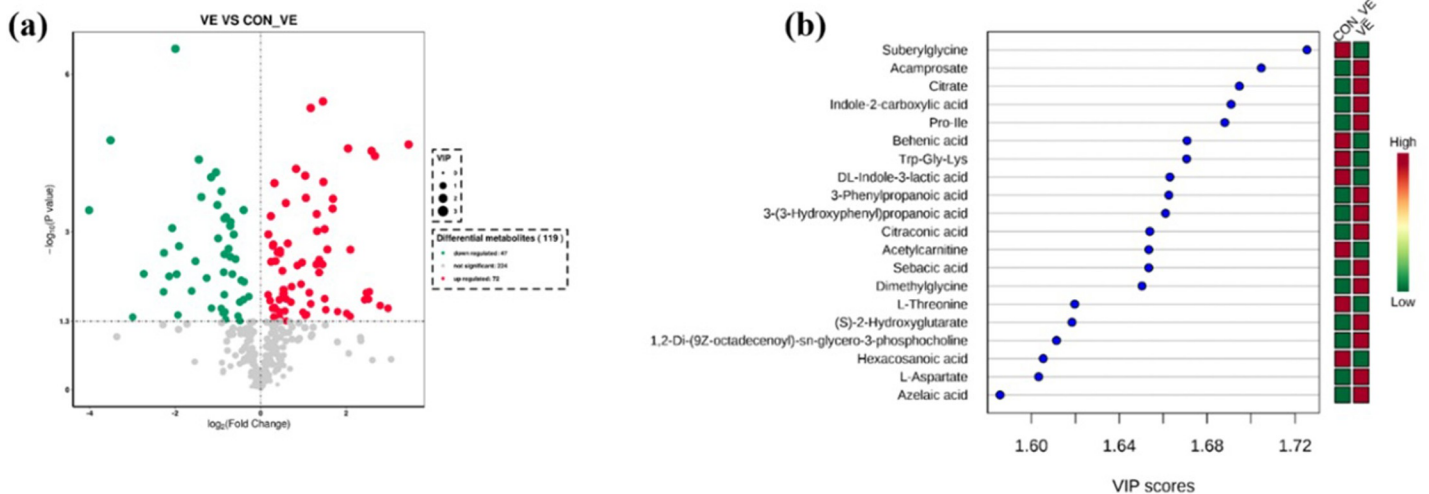 (a)
VE VS CON_VE
6
3
1.3
0
-4
-2
0
2
−log₁₀(P value)
log₂(Fold Change)
VIP
Differential metabolites ( 119 )
down regulated: 47
not significant: 334
up regulated: 72
(b)
CON_VE
VE
Suberylglycine
Acamprosate
Citrate
Indole-2-carboxylic acid
Pro-Ile
Behenic acid
Trp-Gly-Lys
DL-Indole-3-lactic acid
3-Phenylpropanoic acid
3-(3-Hydroxyphenyl)propanoic acid
Citraconic acid
Acetylcarnitine
Sebacic acid
Dimethylglycine
L-Threonine
(S)-2-Hydroxyglutarate
1,2-Di-(9Z-octadecenoyl)-sn-glycero-3-phosphocholine
Hexacosanoic acid
L-Aspartate
Azelaic acid
1.60
1.64
1.68
1.72
VIP scores
High
Low